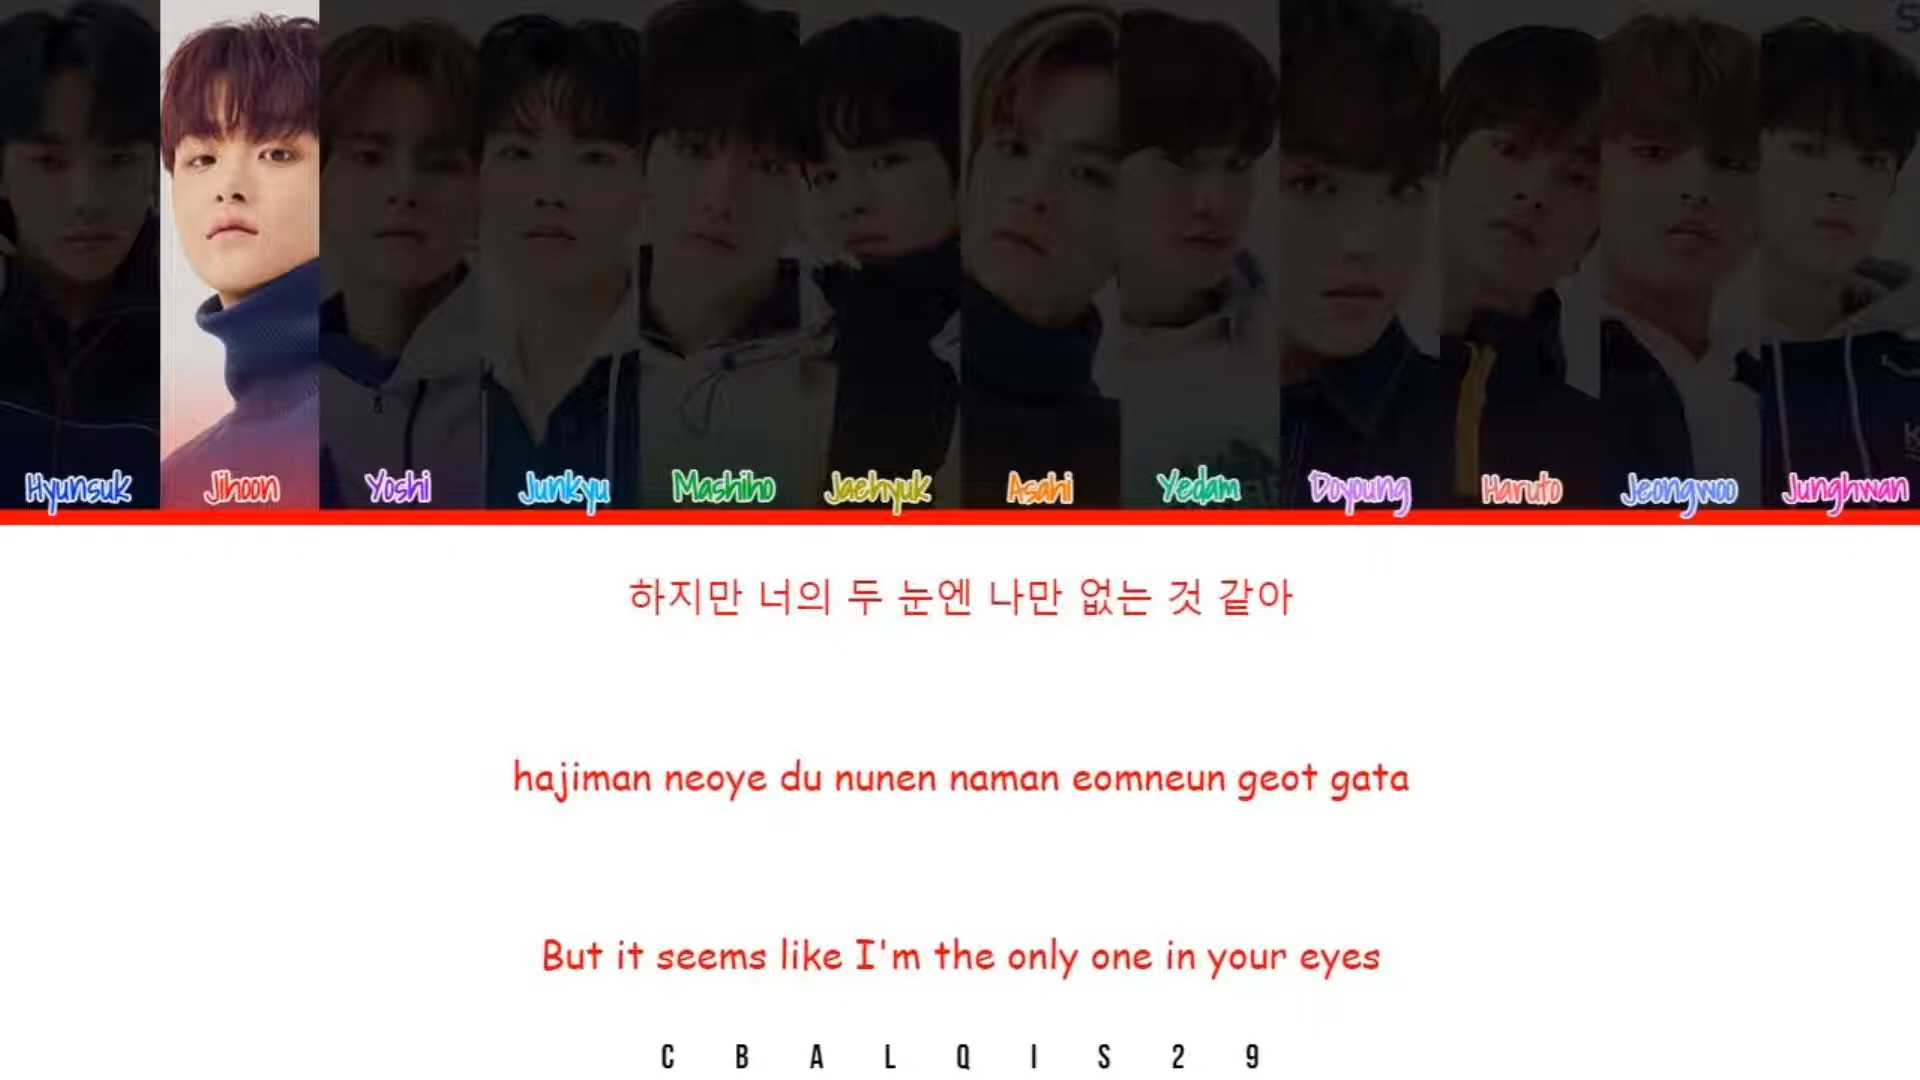 Hyunsuk Jihoon Yoshi Junkyu Mashiho Jaehyuk Asahi Yedam Doyoung Haruto Jeongwoo Junghwan
하지만 너의 두 눈엔 나만 없는 것 같아
hajiman neoye du nunen naman eomneun geot gata
But it seems like I'm the only one in your eyes
CBALQIS29